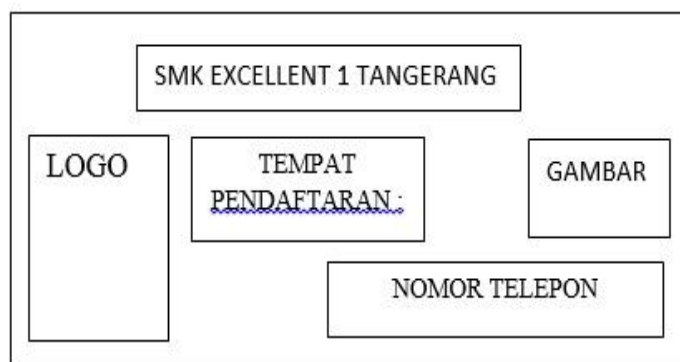 SMK EXCELLENT 1 TANGERANG
LOGO
TEMPAT
PENDAFTARAN :
GAMBAR
NOMOR TELEPON